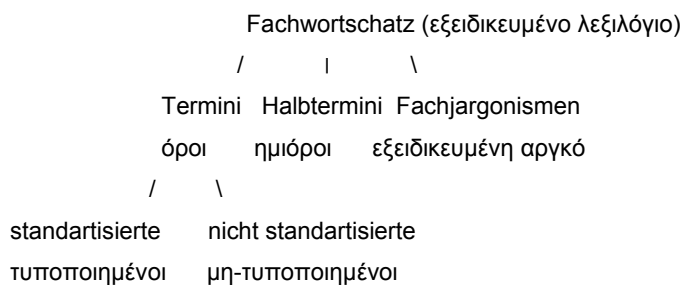 Fachwortschatz (εξειδικευμένο λεξιλόγιο)
/ | \
Termini Halbtermini Fachjargonismen
όροι ημιόροι εξειδικευμένη αργκό
/ \
standartisierte nicht standartisierte
τυποποιημένοι μη-τυποποιημένοι